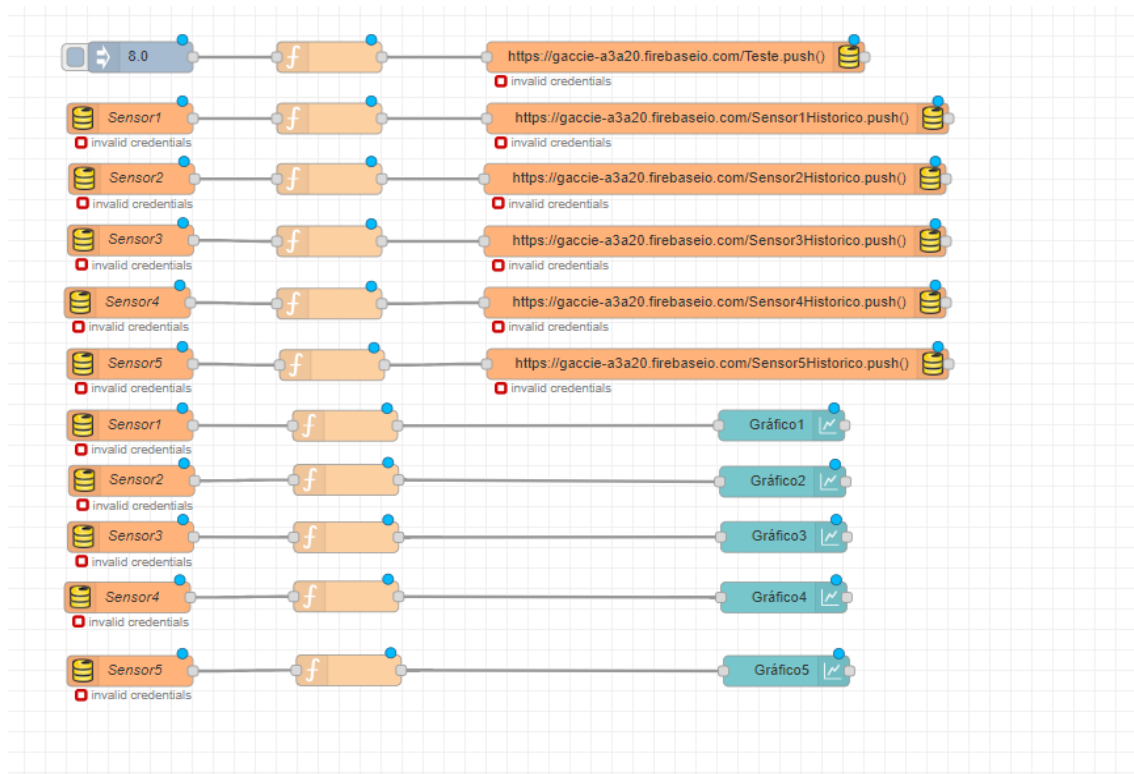 8.0
https://gaccie-a3a20.firebaseio.com/Teste.push()
invalid credentials
Sensor1
https://gaccie-a3a20.firebaseio.com/Sensor1Historico.push()
invalid credentials
invalid credentials
Sensor2
https://gaccie-a3a20.firebaseio.com/Sensor2Historico.push()
invalid credentials
invalid credentials
Sensor3
https://gaccie-a3a20.firebaseio.com/Sensor3Historico.push()
invalid credentials
invalid credentials
Sensor4
https://gaccie-a3a20.firebaseio.com/Sensor4Historico.push()
invalid credentials
invalid credentials
Sensor5
https://gaccie-a3a20.firebaseio.com/Sensor5Historico.push()
invalid credentials
invalid credentials
Sensor1
Gráfico1
invalid credentials
Sensor2
Gráfico2
invalid credentials
Sensor3
Gráfico3
invalid credentials
Sensor4
Gráfico4
invalid credentials
Sensor5
Gráfico5
invalid credentials